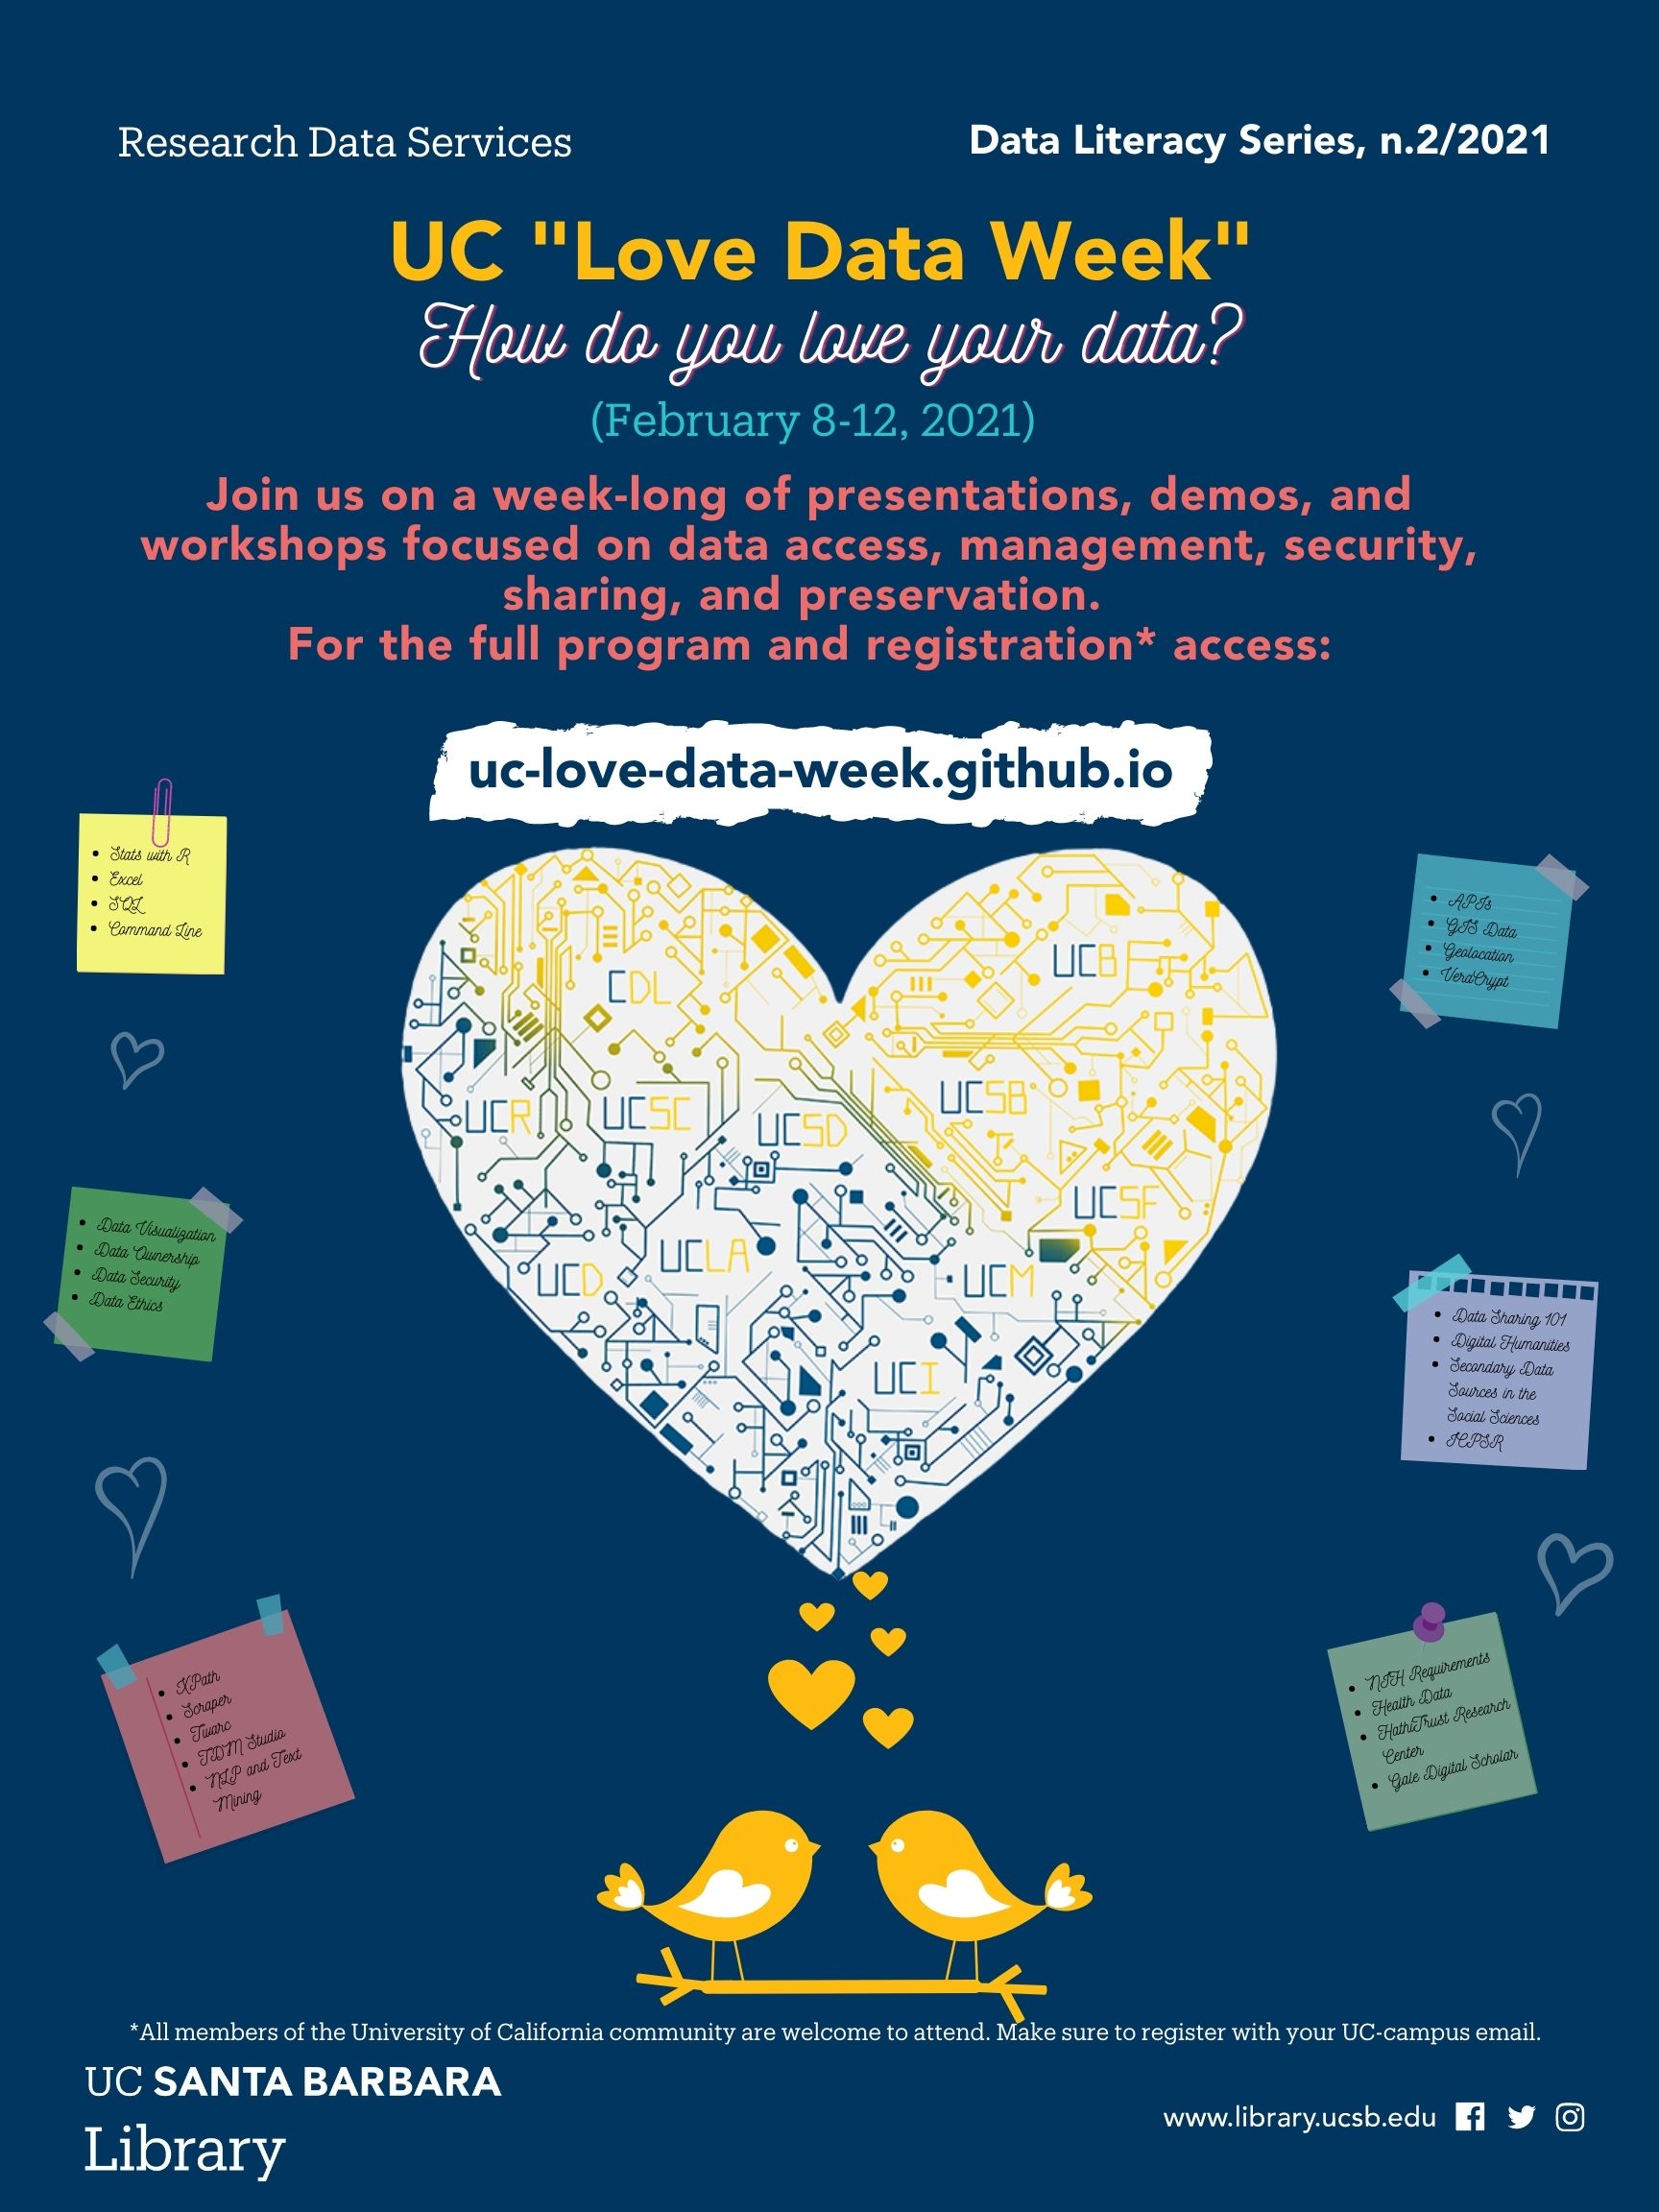 Research Data Services
Data Literacy Series, n.2/2021
UC "Love Data Week"
How do you love your data?
(February 8-12, 2021)
Join us on a week-long of presentations, demos, and
workshops focused on data access, management, security,
sharing, and preservation.
For the full program and registration* access:
uc-love-data-week.github.io
Stats with R
Excel
SQL
Command Line
Data Visualization
Data Ownership
Data Security
Data Ethics
XPath
Scraper
Twarc
TDM Studio
NLP and Text
Mining
CDL
UCB
UCR
UCSC
UCSD
UCSB
UCSF
UCD
UCLA
UCM
UCI
APIs
GIS Data
Geolocation
VeraCrypt
Data Sharing 101
Digital Humanities
Secondary Data
Sources in the
Social Sciences
ICPSR
NIH Requirements
Health Data
HathiTrust Research
Center
Gale Digital Scholar
*All members of the University of California community are welcome to attend. Make sure to register with your UC-campus email.
UC SANTA BARBARA
Library
www.library.ucsb.edu